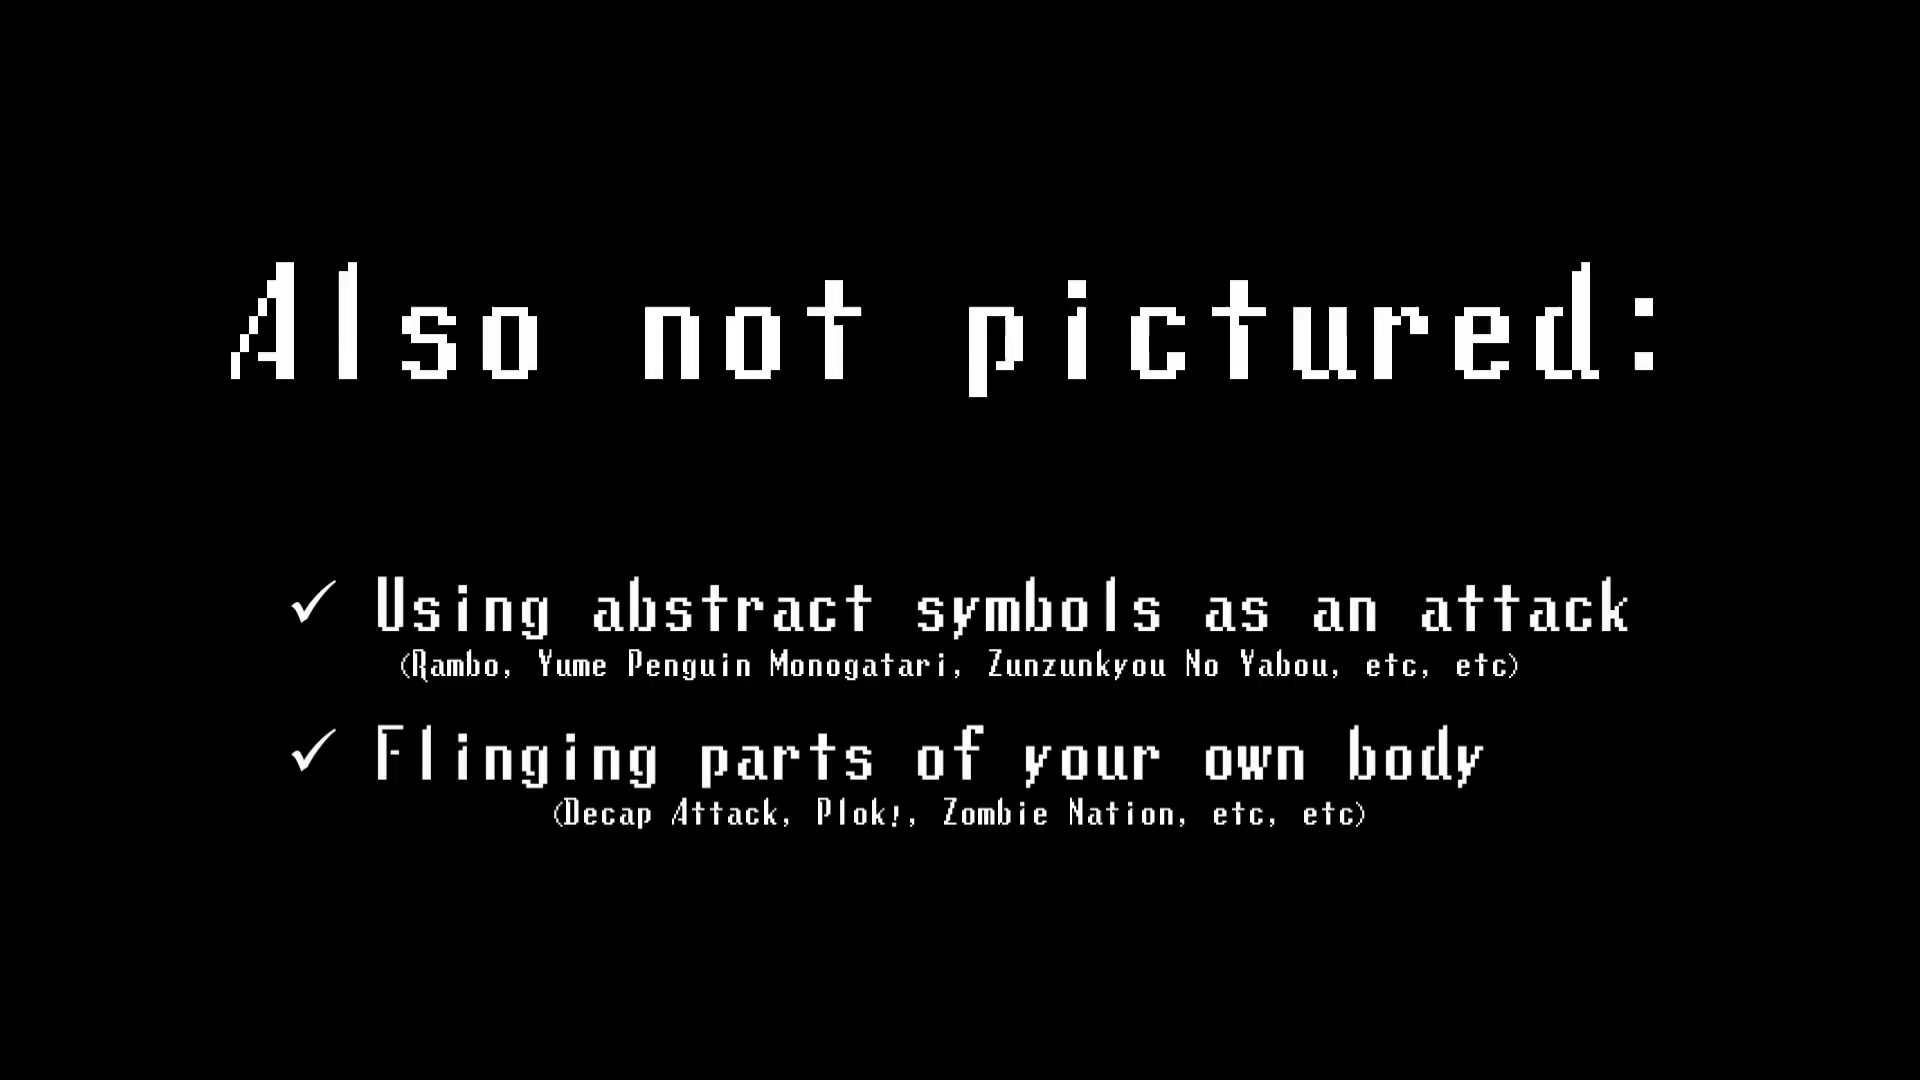 Also not pictured:
✓ Using abstract symbols as an attack
(Rambo, Yume Penguin Monogatari, Zunzunkyou No Yabou, etc, etc)
✓ Flinging parts of your own body
(Decap Attack, Plok!, Zombie Nation, etc, etc)